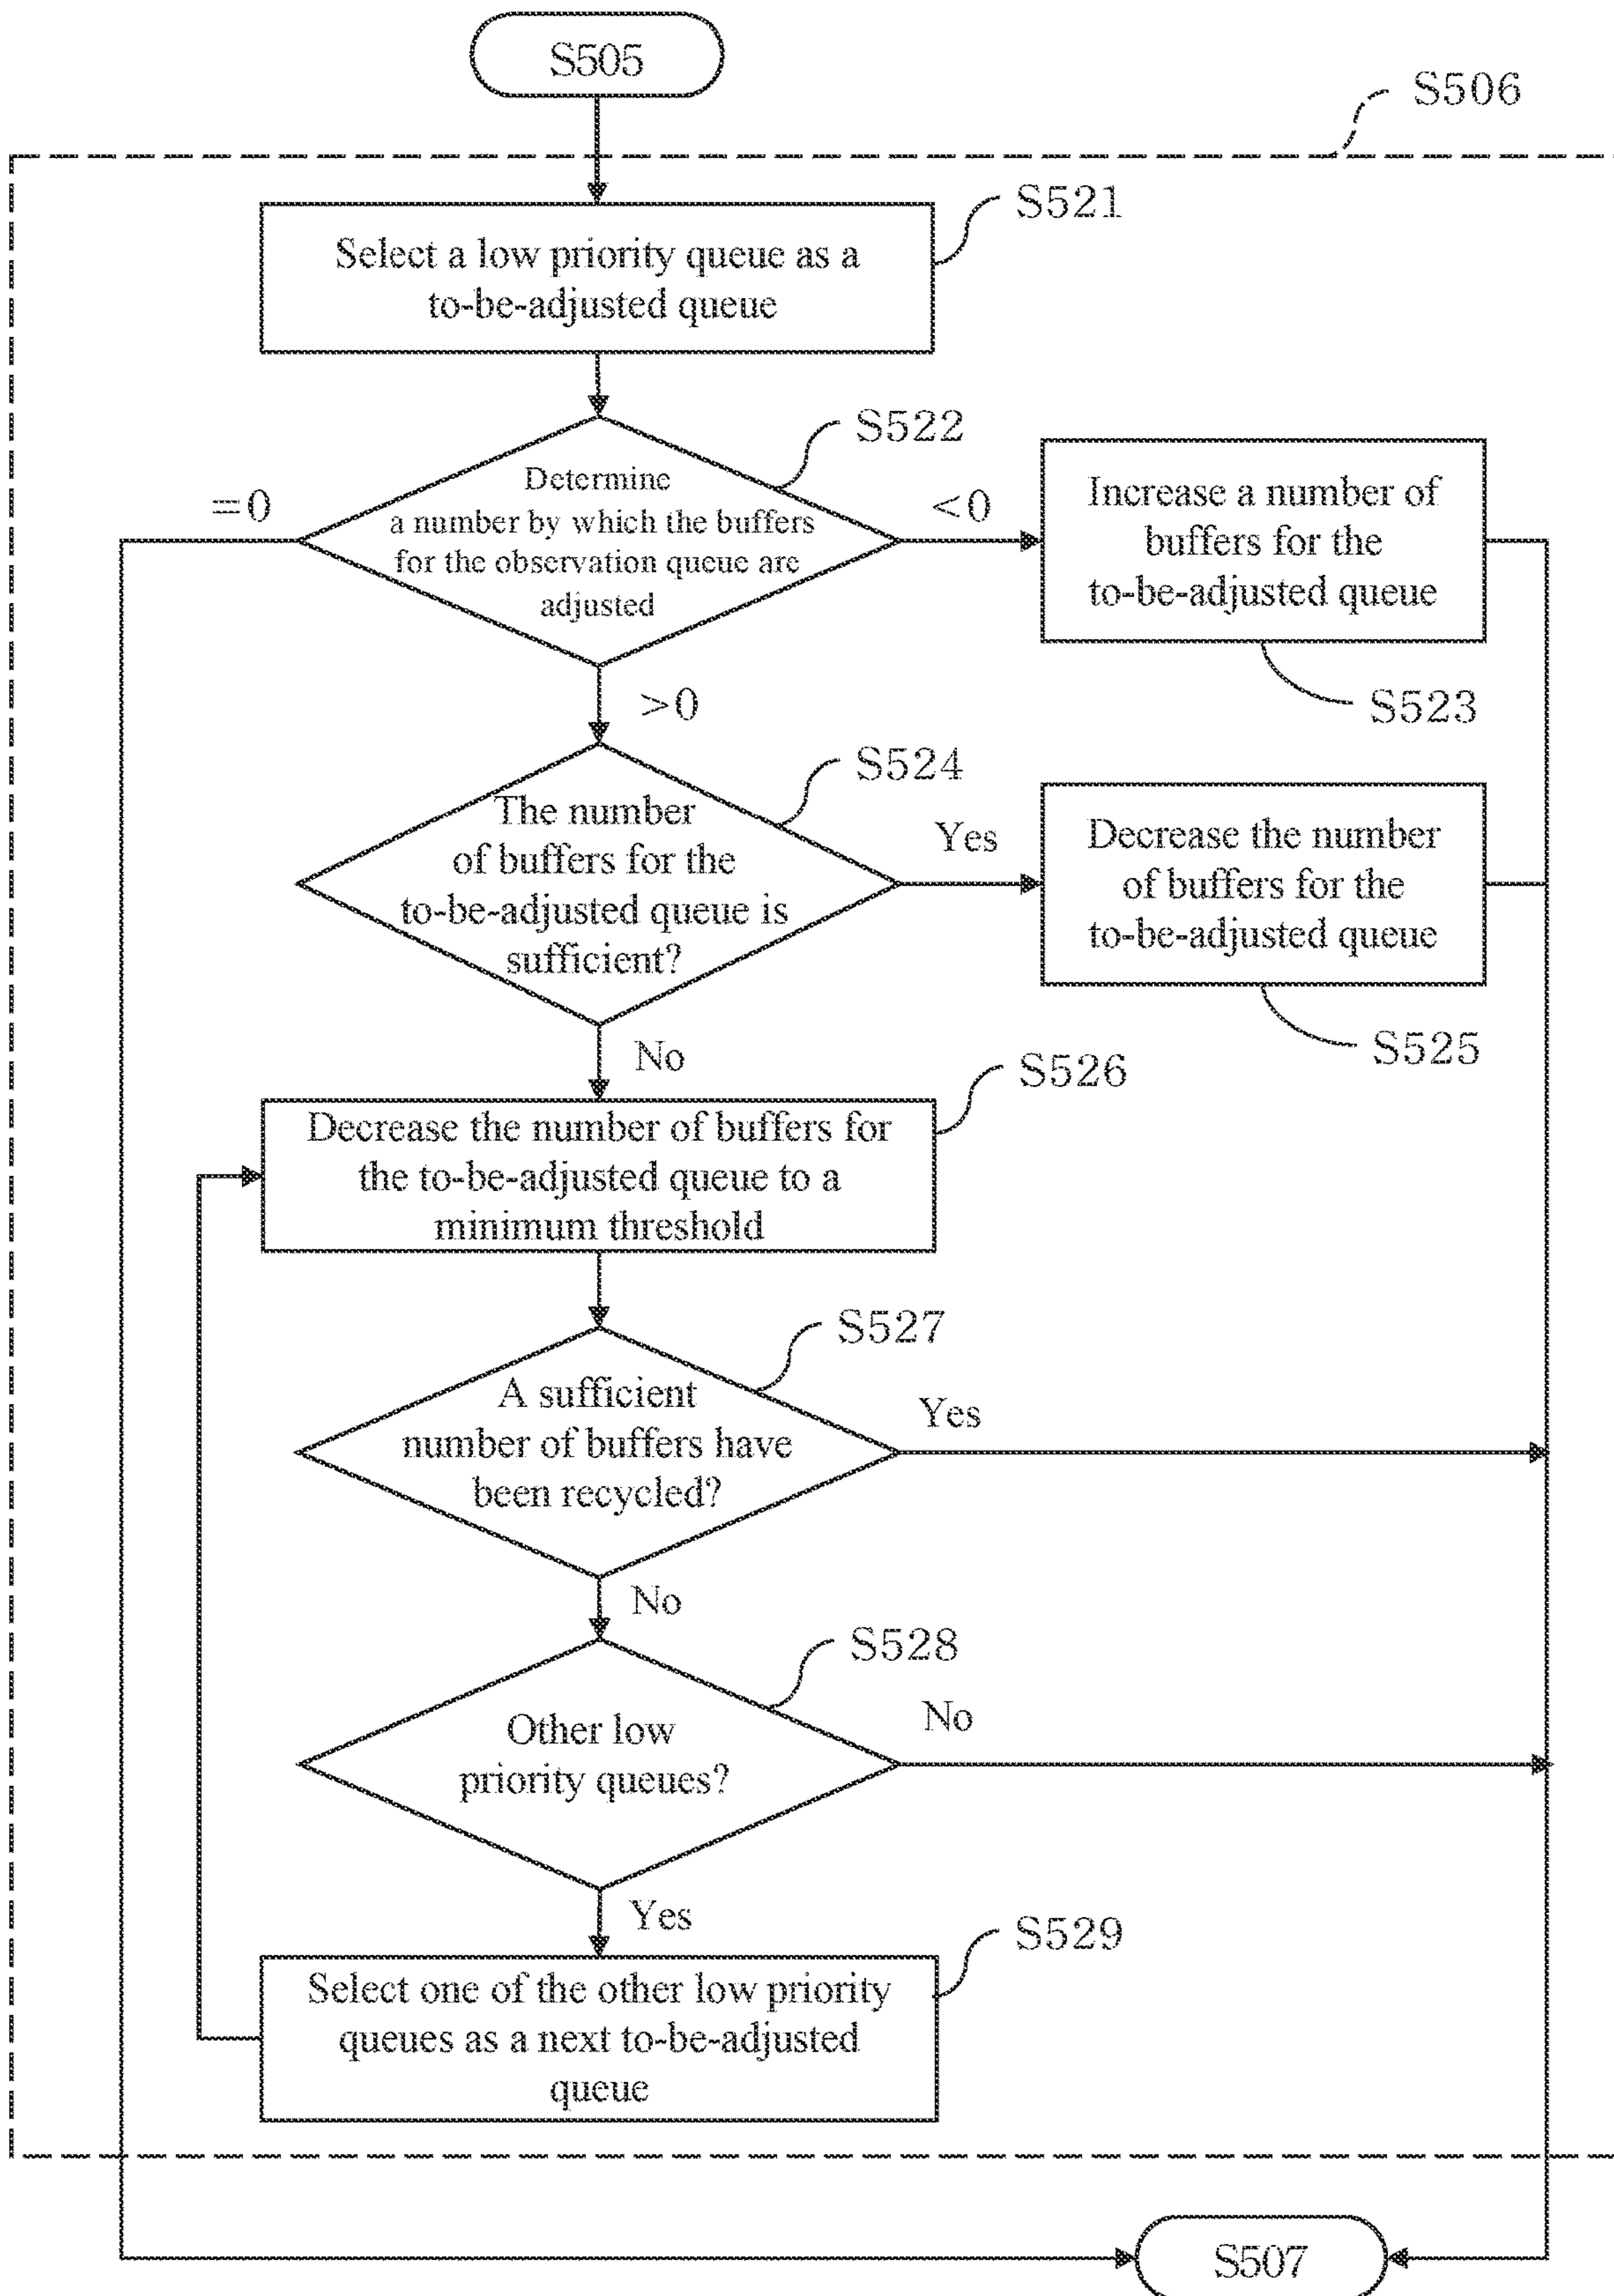 S505
S506
S521
Select a low priority queue as a
to-be-adjusted queue
S522
Determine
a number by which the buffers
for the observation queue are
adjusted
=0
<0
Increase a number of
buffers for the
to-be-adjusted queue
S523
>0
S524
The number
of buffers for the
to-be-adjusted queue is
sufficient?
Yes
Decrease the number
of buffers for the
to-be-adjusted queue
S525
No
S526
Decrease the number of buffers for
the to-be-adjusted queue to a
minimum threshold
S527
A sufficient
number of buffers have
been recycled?
Yes
No
S528
Other low
priority queues?
No
Yes
S529
Select one of the other low priority
queues as a next to-be-adjusted
queue
S507